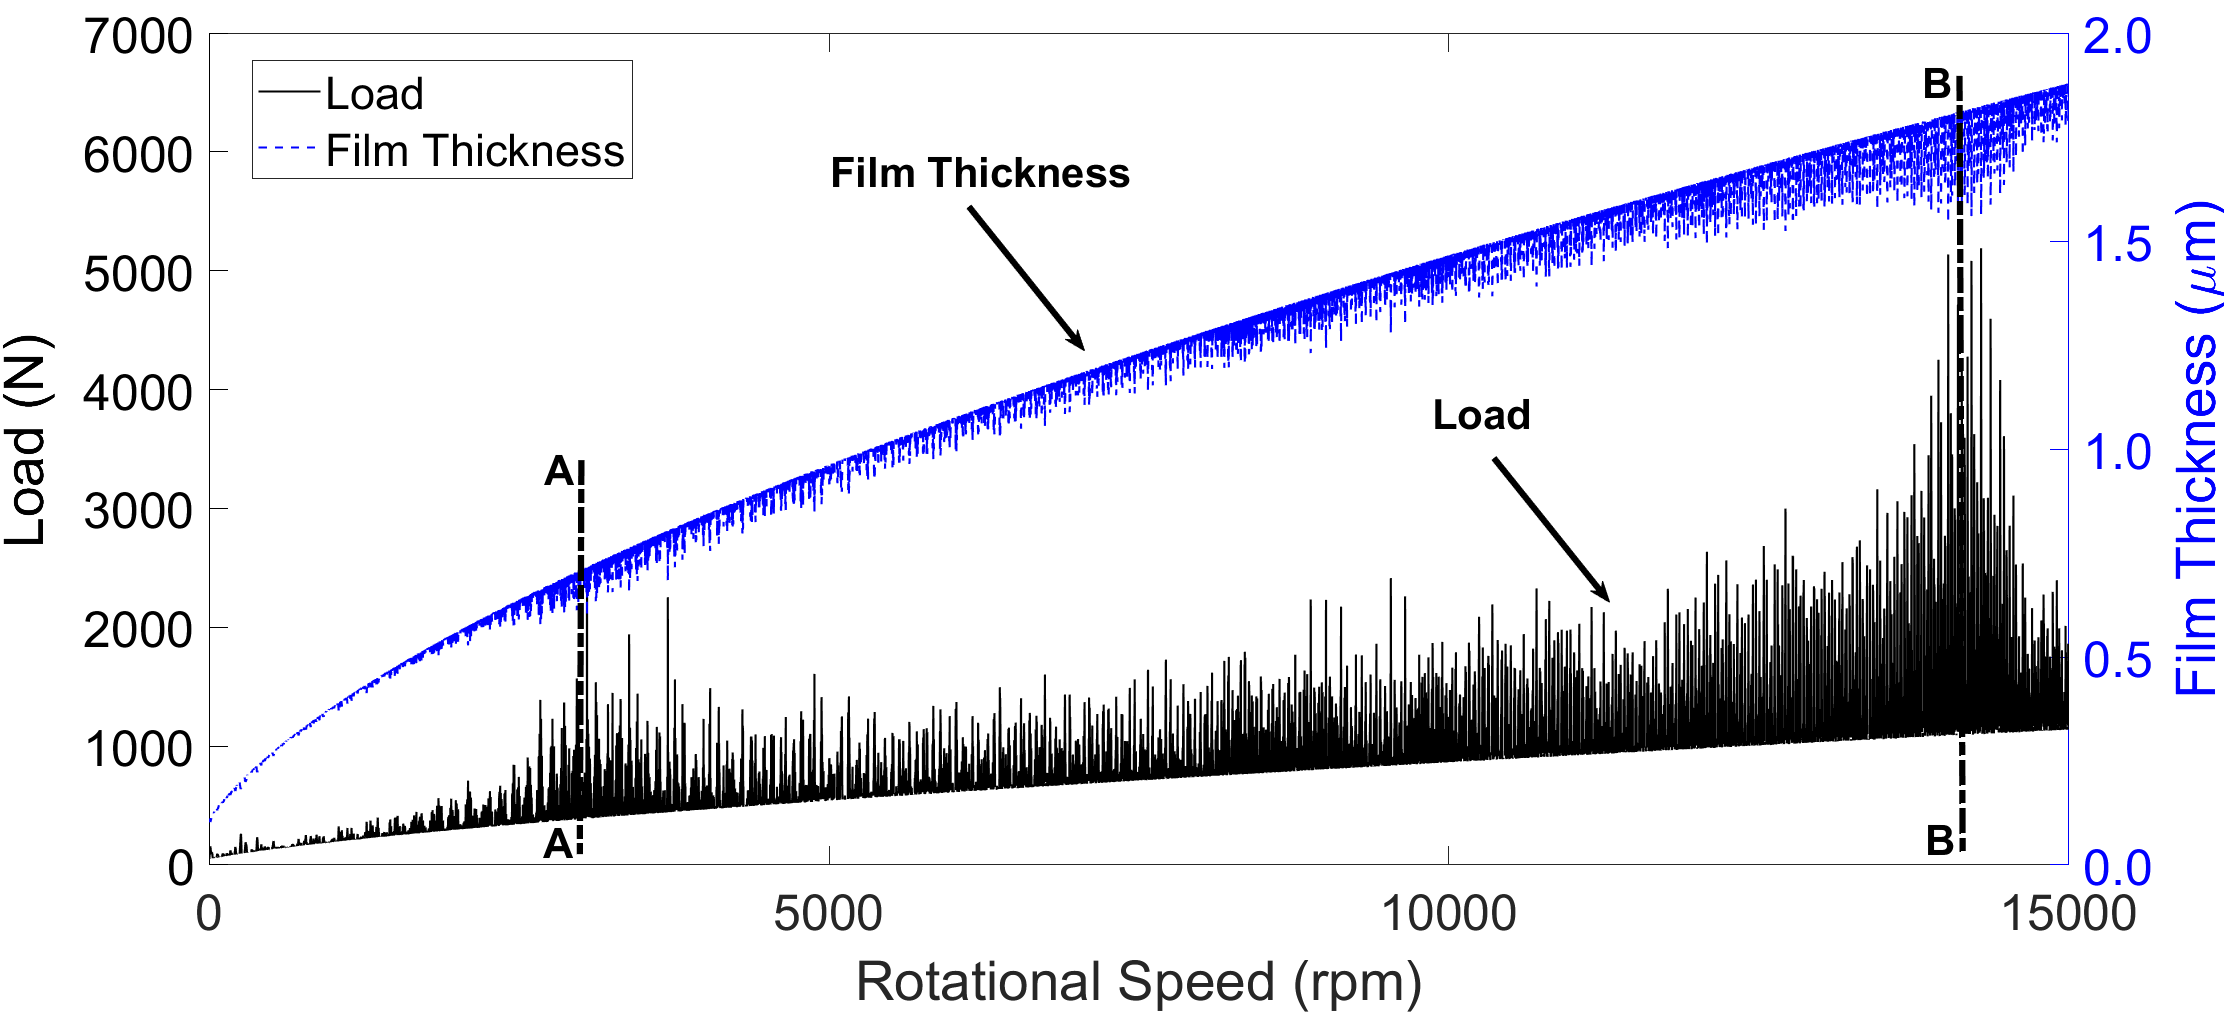 7000
6000
5000
4000
3000
2000
1000
0
Load (N)
Load
Film Thickness
Film Thickness
Load
A
A
B
B
2.0
1.5
1.0
0.5
0.0
Film Thickness (μm)
0
5000
10000
15000
Rotational Speed (rpm)